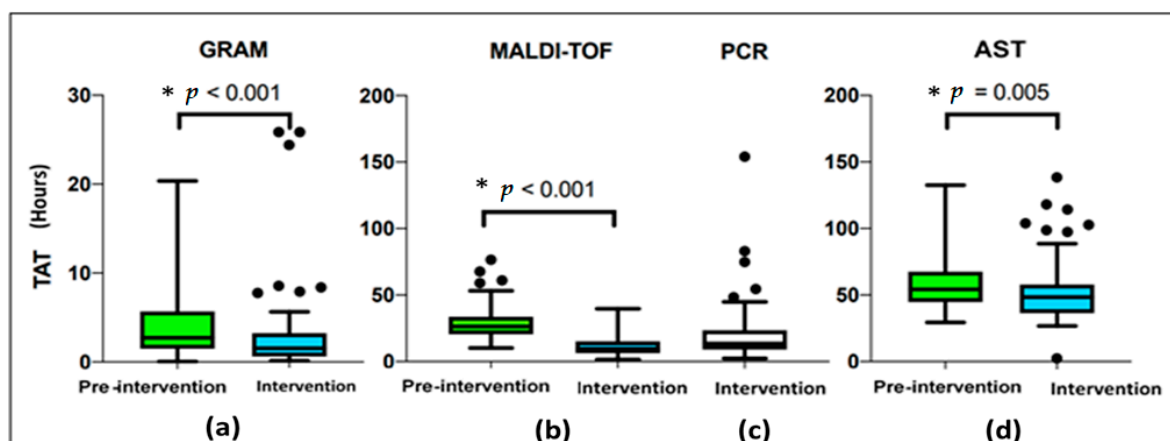 GRAM MALDI-TOF PCR AST
* p < 0.001
* p < 0.001
* p = 0.005
TAT (Hours)
30
20
10
0
200
150
100
50
0
200
150
100
50
0
Pre-intervention Intervention Pre-intervention Intervention Intervention Pre-intervention Intervention
(a) (b) (c) (d)